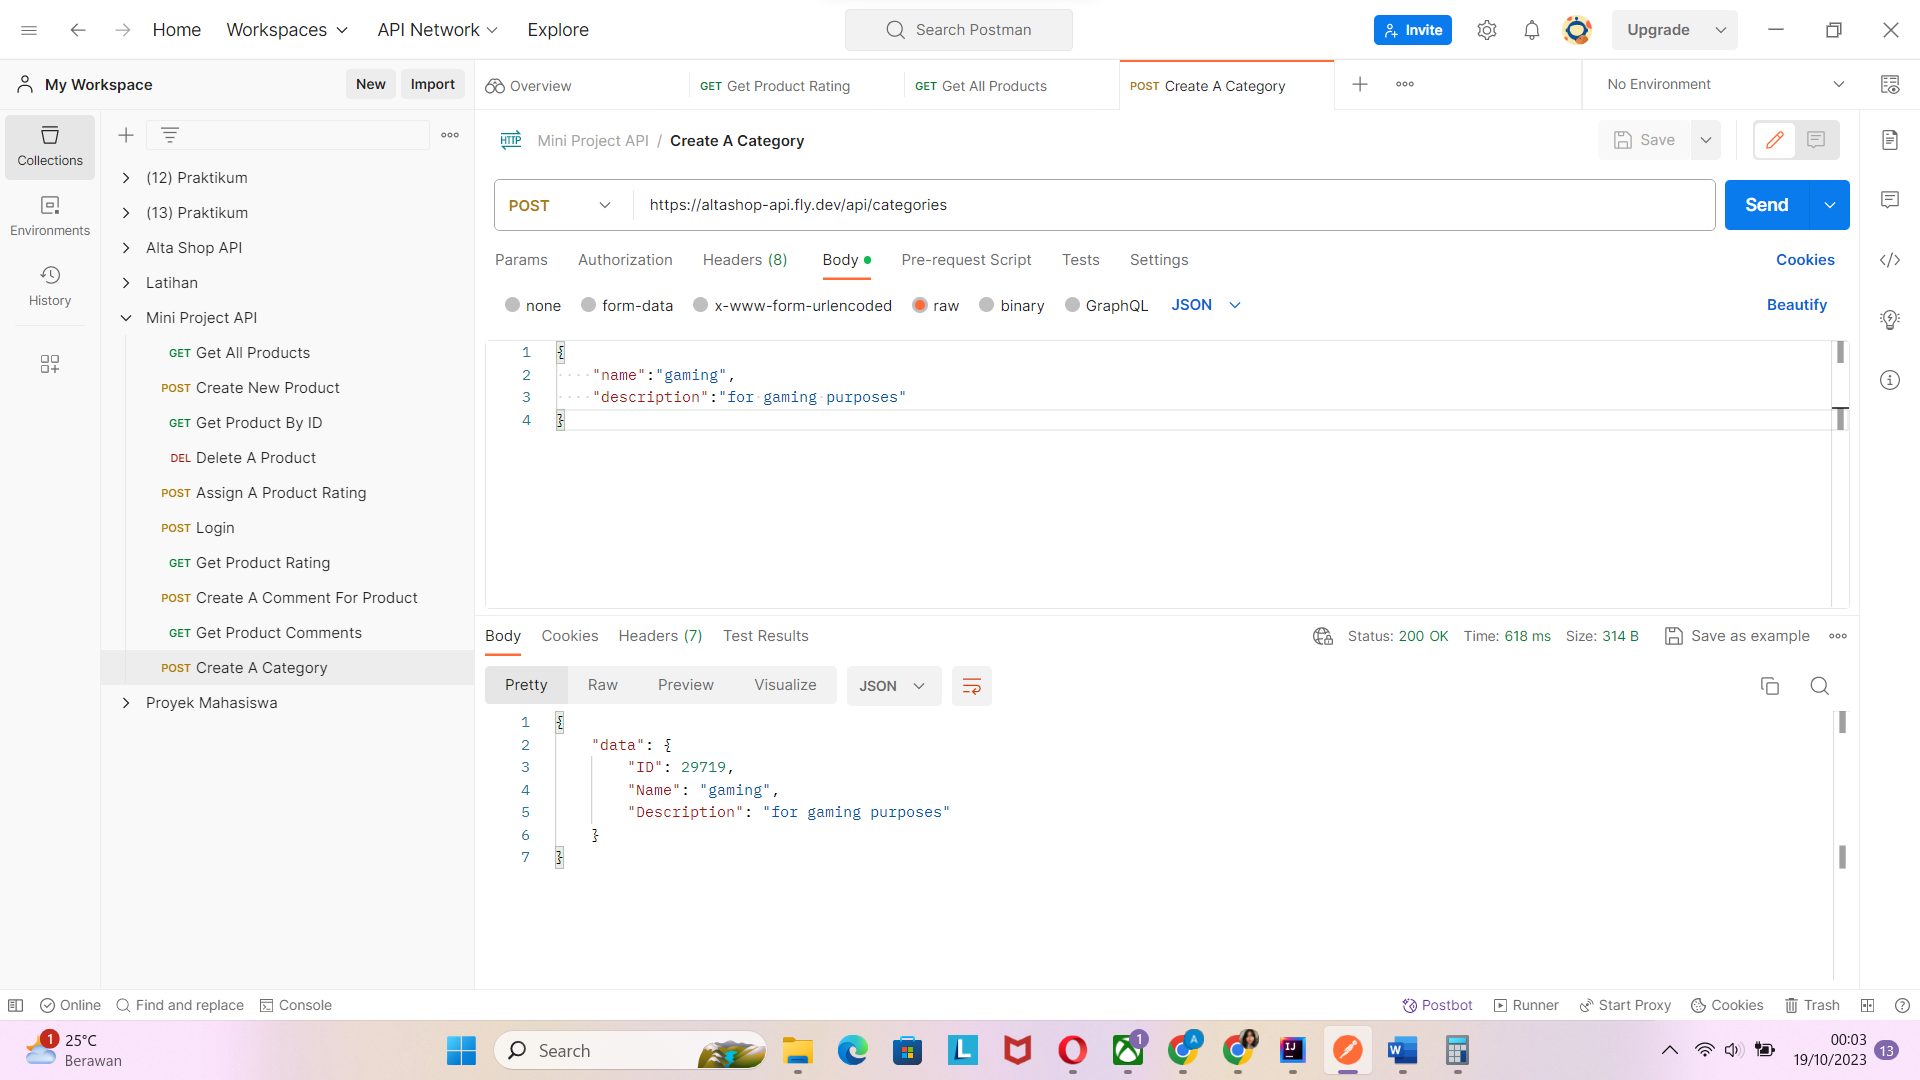 Home Workspaces API Network Explore Search Postman Invite Upgrade
My Workspace New Import Overview GET Get Product Rating GET Get All Products POST Create A Category No Environment
Collections
Environments
History
(12) Praktikum
(13) Praktikum
Alta Shop API
Latihan
Mini Project API
GET Get All Products
POST Create New Product
GET Get Product By ID
DEL Delete A Product
POST Assign A Product Rating
POST Login
GET Get Product Rating
POST Create A Comment For Product
GET Get Product Comments
POST Create A Category
Proyek Mahasiswa
HTTP Mini Project API / Create A Category Save
POST https://altashop-api.fly.dev/api/categories Send
Params Authorization Headers (8) Body Pre-request Script Tests Settings Cookies
none form-data x-www-form-urlencoded raw binary GraphQL JSON Beautify
1 {
2 "name":"gaming",
3 "description":"for gaming purposes"
4 }
Body Cookies Headers (7) Test Results Status: 200 OK Time: 618 ms Size: 314 B Save as example
Pretty Raw Preview Visualize JSON
1 {
2 "data": {
3 "ID": 29719,
4 "Name": "gaming",
5 "Description": "for gaming purposes"
6 }
7 }
Online Find and replace Console Postbot Runner Start Proxy Cookies Trash
1 25°C
Berawan
Search
L
1
A
IJ
W
00:03
19/10/2023
13